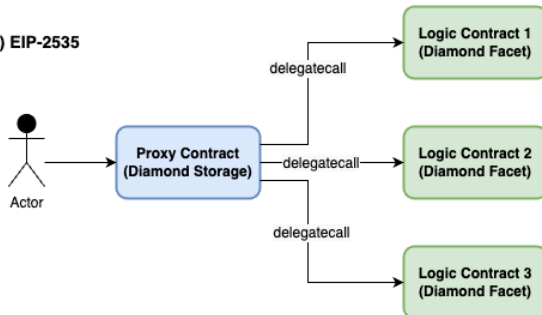 ) EIP-2535
Logic Contract 1
(Diamond Facet)
delegatecall
Proxy Contract
(Diamond Storage)
delegatecall
Logic Contract 2
(Diamond Facet)
Actor
delegatecall
Logic Contract 3
(Diamond Facet)